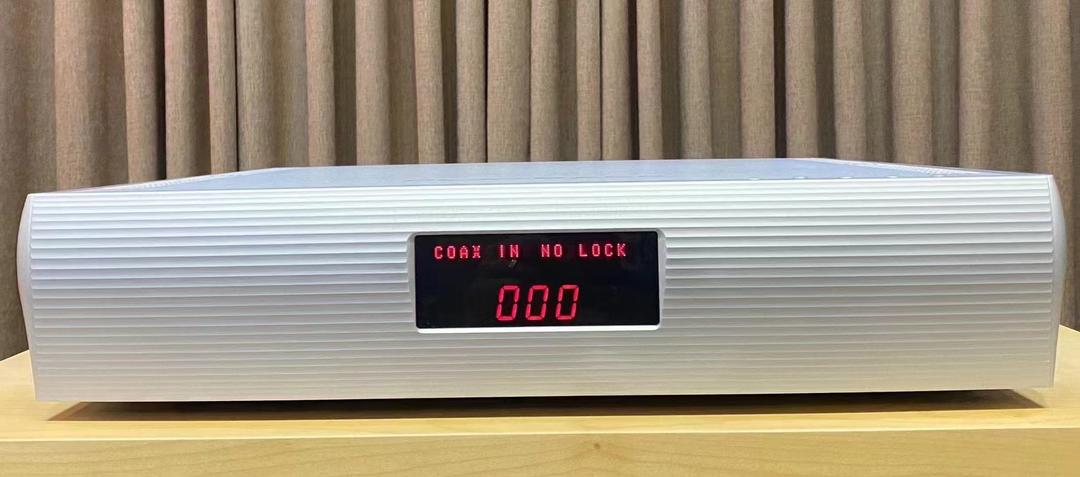 COAX IN NO LOCK
000